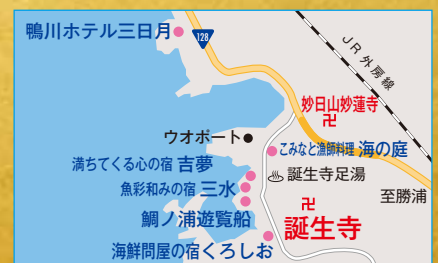 鴨川ホテル三日月
128
JR外房線
妙日山妙蓮寺
卍
ウオポート
こみなと漁師料理 海の庭
満ちてくる心の宿 吉夢
誕生寺足湯
魚彩和みの宿 三水
至勝浦
卍
鯛ノ浦遊覧船
誕生寺
海鮮問屋の宿くろしお